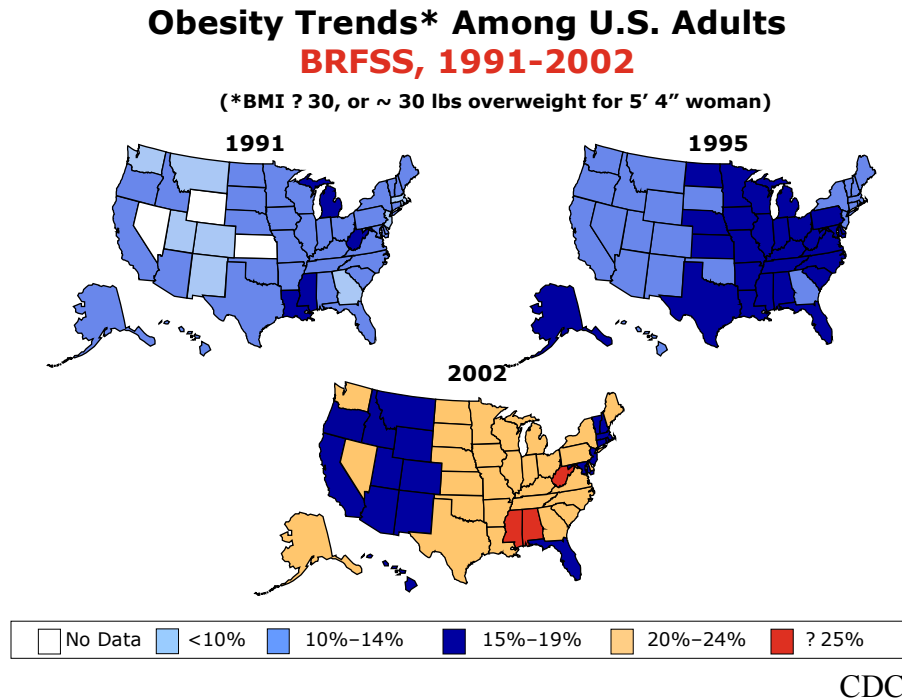 Obesity Trends* Among U.S. Adults
BRFSS, 1991-2002
(*BMI ? 30, or ~ 30 lbs overweight for 5’ 4” woman)
1991
1995
2002
No Data
<10%
10%–14%
15%–19%
20%–24%
? 25%
CDC